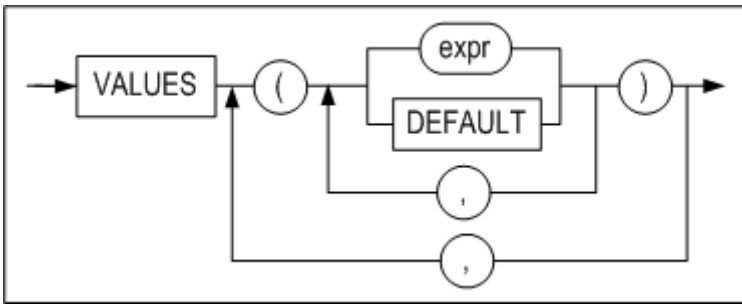 expr
VALUES ( )
DEFAULT
,
,